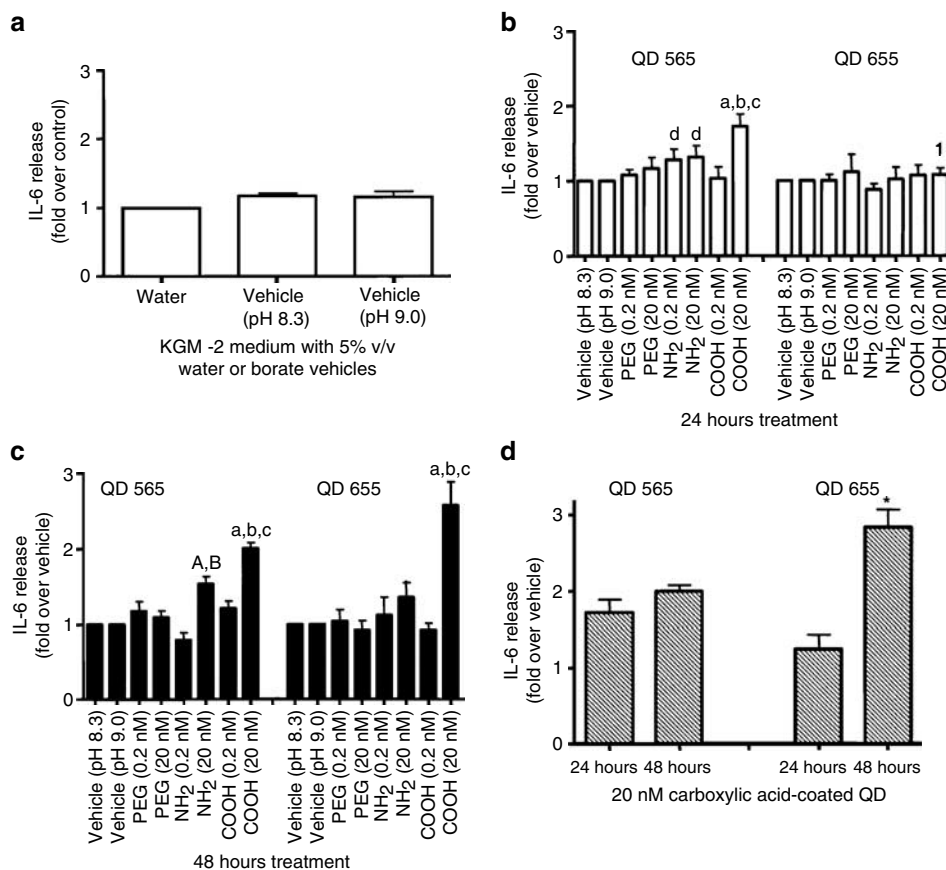 a
3
2
1
0
IL-6 release
(fold over control)
Water
Vehicle
(pH 8.3)
Vehicle
(pH 9.0)
KGM -2 medium with 5% v/v
water or borate vehicles
b
3
2
1
0
IL-6 release
(fold over vehicle)
QD 565
QD 655
d
d
a,b,c
1
Vehicle (pH 8.3)
Vehicle (pH 9.0)
PEG (0.2 nM)
PEG (20 nM)
NH2 (0.2 nM)
NH2 (20 nM)
COOH (0.2 nM)
COOH (20 nM)
Vehicle (pH 8.3)
Vehicle (pH 9.0)
PEG (0.2 nM)
PEG (20 nM)
NH2 (0.2 nM)
NH2 (20 nM)
COOH (0.2 nM)
COOH (20 nM)
24 hours treatment
c
3
2
1
0
IL-6 release
(fold over vehicle)
QD 565
QD 655
A,B
a,b,c
a,b,c
Vehicle (pH 8.3)
Vehicle (pH 9.0)
PEG (0.2 nM)
PEG (20 nM)
NH2 (0.2 nM)
NH2 (20 nM)
COOH (0.2 nM)
COOH (20 nM)
Vehicle (pH 8.3)
Vehicle (pH 9.0)
PEG (0.2 nM)
PEG (20 nM)
NH2 (0.2 nM)
NH2 (20 nM)
COOH (0.2 nM)
COOH (20 nM)
48 hours treatment
d
3
2
1
0
IL-6 release
(fold over vehicle)
QD 565
QD 655
*
24 hours
48 hours
24 hours
48 hours
20 nM carboxylic acid-coated QD